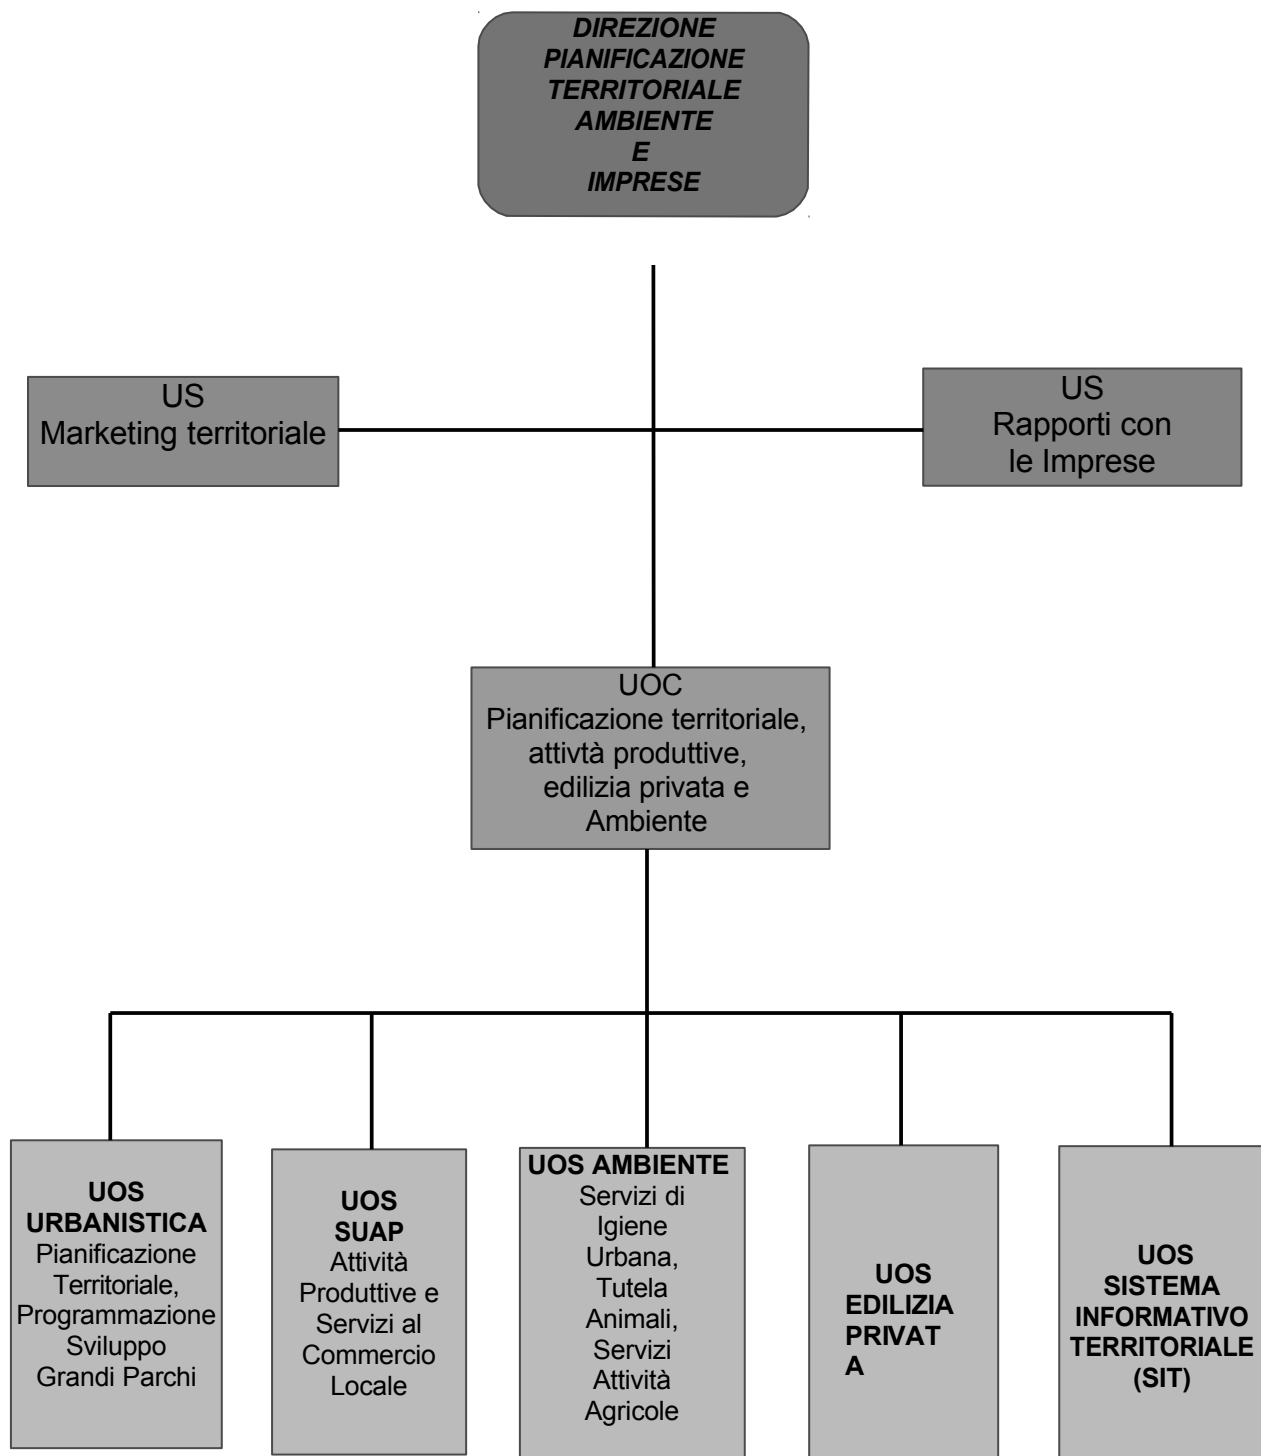 DIREZIONE
PIANIFICAZIONE
TERRITORIALE
AMBIENTE
E
IMPRESE
US
Marketing territoriale
US
Rapporti con
le Imprese
UOC
Pianificazione territoriale,
attivtà produttive,
edilizia privata e
Ambiente
UOS
URBANISTICA
Pianificazione
Territoriale,
Programmazione
Sviluppo
Grandi Parchi
UOS
SUAP
Attività
Produttive e
Servizi al
Commercio
Locale
UOS AMBIENTE
Servizi di
Igiene
Urbana,
Tutela
Animali,
Servizi
Attività
Agricole
UOS
EDILIZIA
PRIVAT
A
UOS
SISTEMA
INFORMATIVO
TERRITORIALE
(SIT)